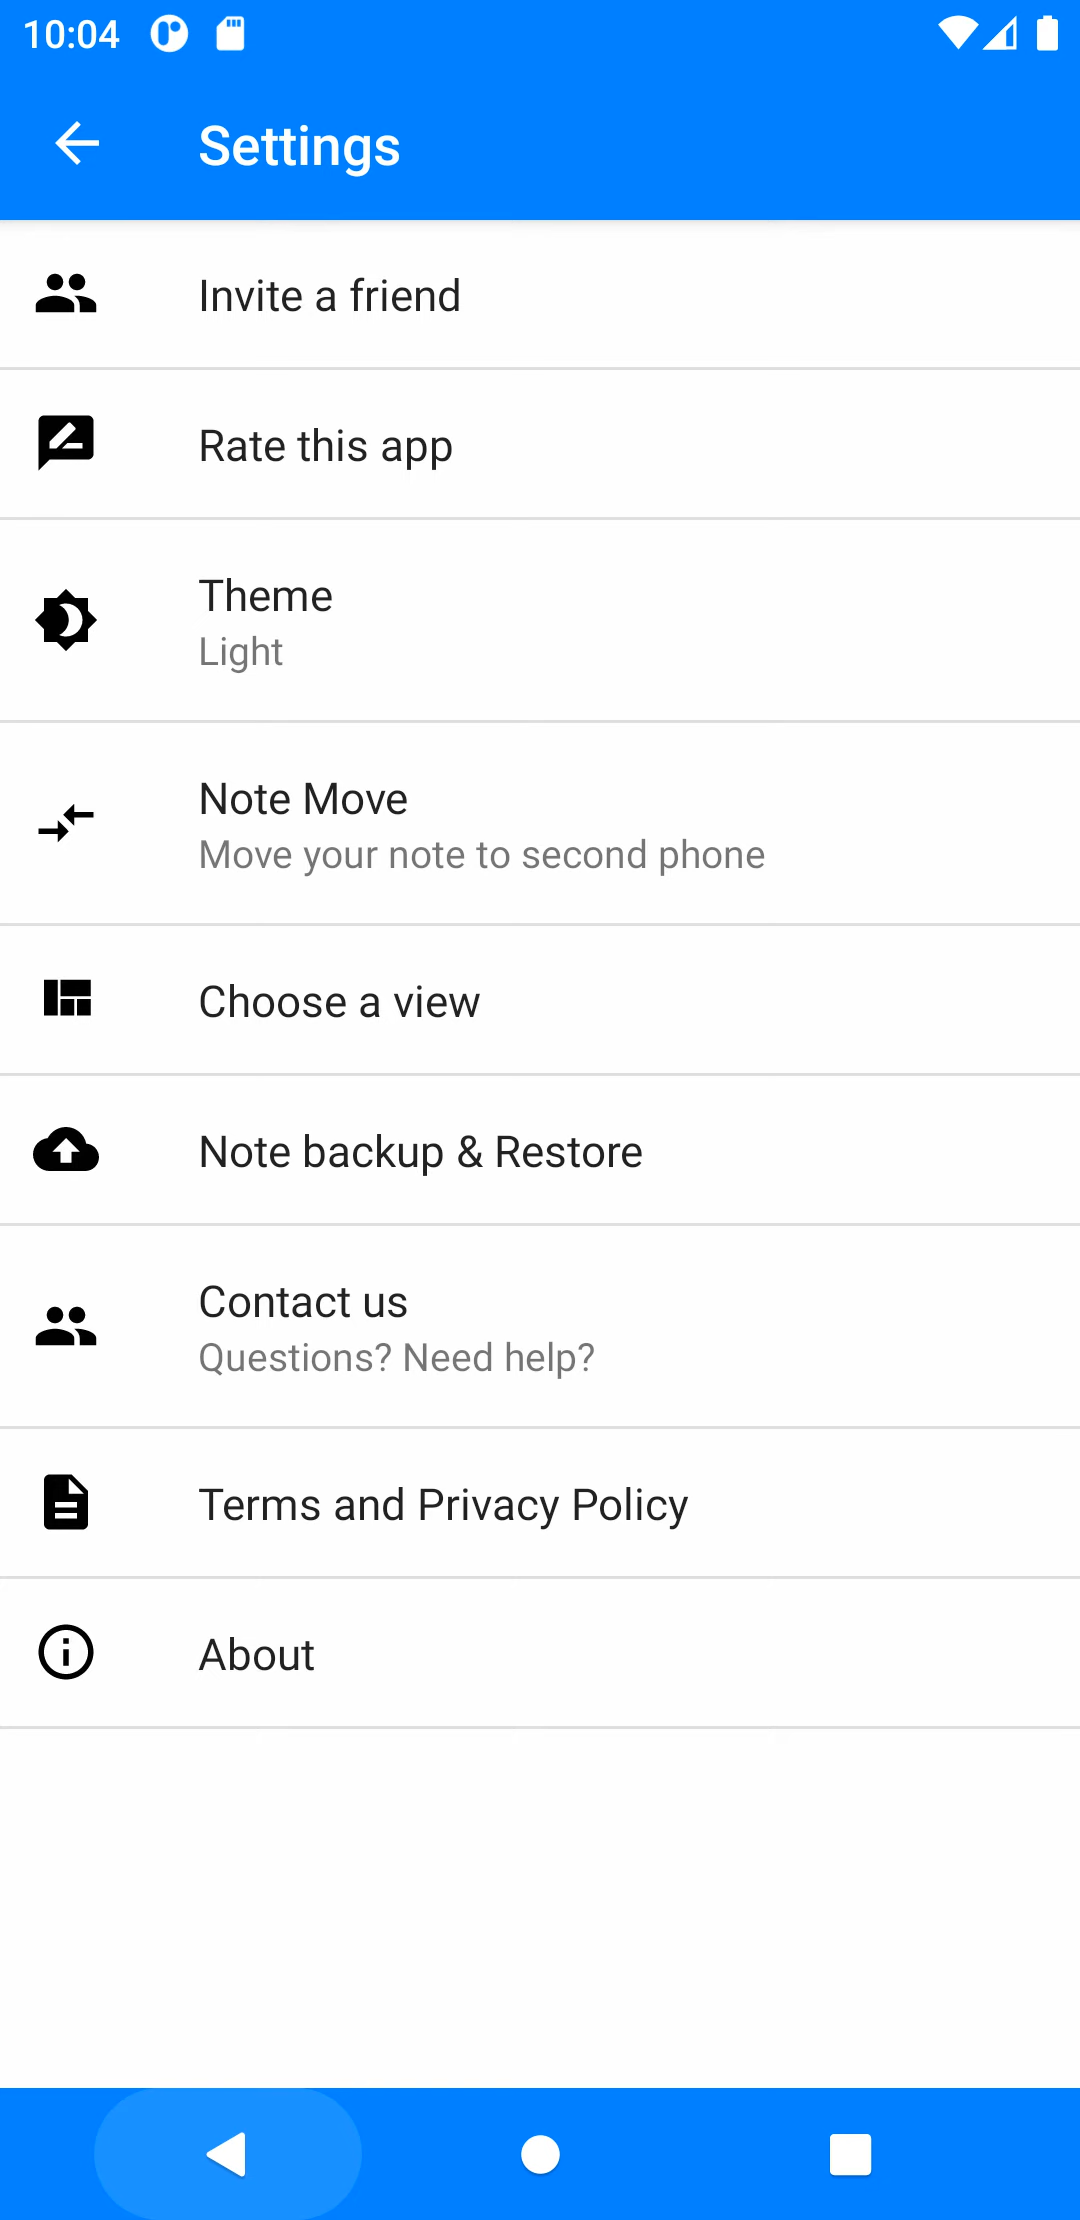 10:04
Settings
Invite a friend
Rate this app
Theme
Light
Note Move
Move your note to second phone
Choose a view
Note backup & Restore
Contact us
Questions? Need help?
Terms and Privacy Policy
About